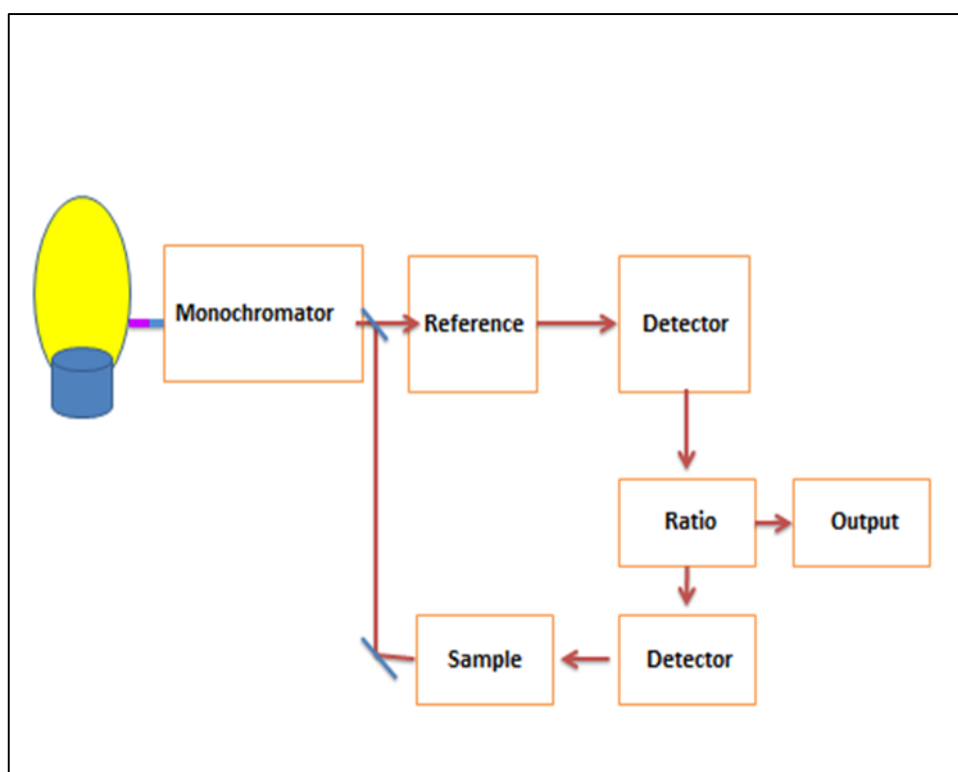 Monochromator
Reference
Detector
Ratio
Output
Sample
Detector